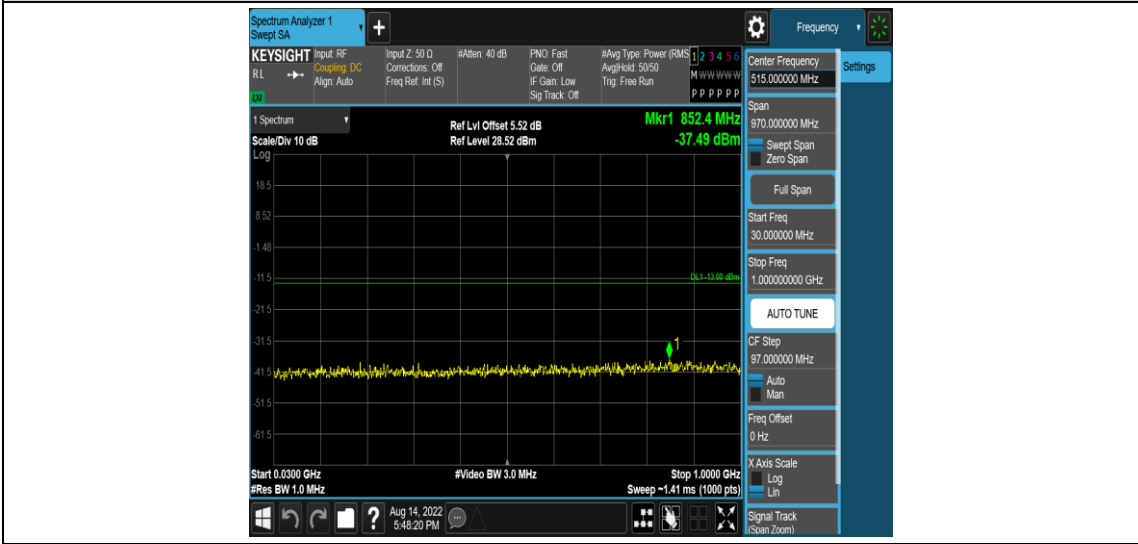 Spectrum Analyzer 1
Swept SA
Frequency
KEYSIGHT
RL
LM
Input: RF
Coupling: DC
Align: Auto
Input Z: 50 Ω
Corrections: Off
Freq Ref: Int (S)
#Atten: 40 dB
PNO: Fast
Gate: Off
IF Gain: Low
Sig Track: Off
#Avg Type: Power (RMS
Avg|Hold: 50/50
Trig: Free Run
1 2 3 4 5 6
M W W W W W
P P P P P P
1 Spectrum
Scale/Div 10 dB
Log
Ref Lvl Offset 5.52 dB
Ref Level 28.52 dBm
Mkr1 852.4 MHz
-37.49 dBm
18.5
8.52
-1.48
-11.5
DL1 -13.00 dBm
-21.5
-31.5
1
-41.5
-51.5
-61.5
Start 0.0300 GHz
#Res BW 1.0 MHz
#Video BW 3.0 MHz
Stop 1.0000 GHz
Sweep ~1.41 ms (1000 pts)
?
Aug 14, 2022
5:48:20 PM
Center Frequency
515.000000 MHz
Settings
Span
970.000000 MHz
Swept Span
Zero Span
Full Span
Start Freq
30.000000 MHz
Stop Freq
1.000000000 GHz
AUTO TUNE
CF Step
97.000000 MHz
Auto
Man
Freq Offset
0 Hz
X Axis Scale
Log
Lin
Signal Track
(Span Zoom)